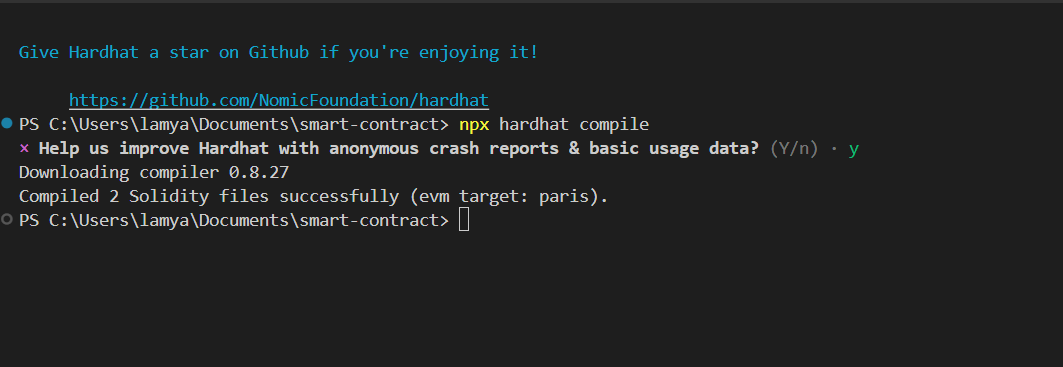 Give Hardhat a star on Github if you're enjoying it!
https://github.com/NomicFoundation/hardhat
PS C:\Users\lamya\Documents\smart-contract> npx hardhat compile
× Help us improve Hardhat with anonymous crash reports & basic usage data? (Y/n) · y
Downloading compiler 0.8.27
Compiled 2 Solidity files successfully (evm target: paris).
PS C:\Users\lamya\Documents\smart-contract>